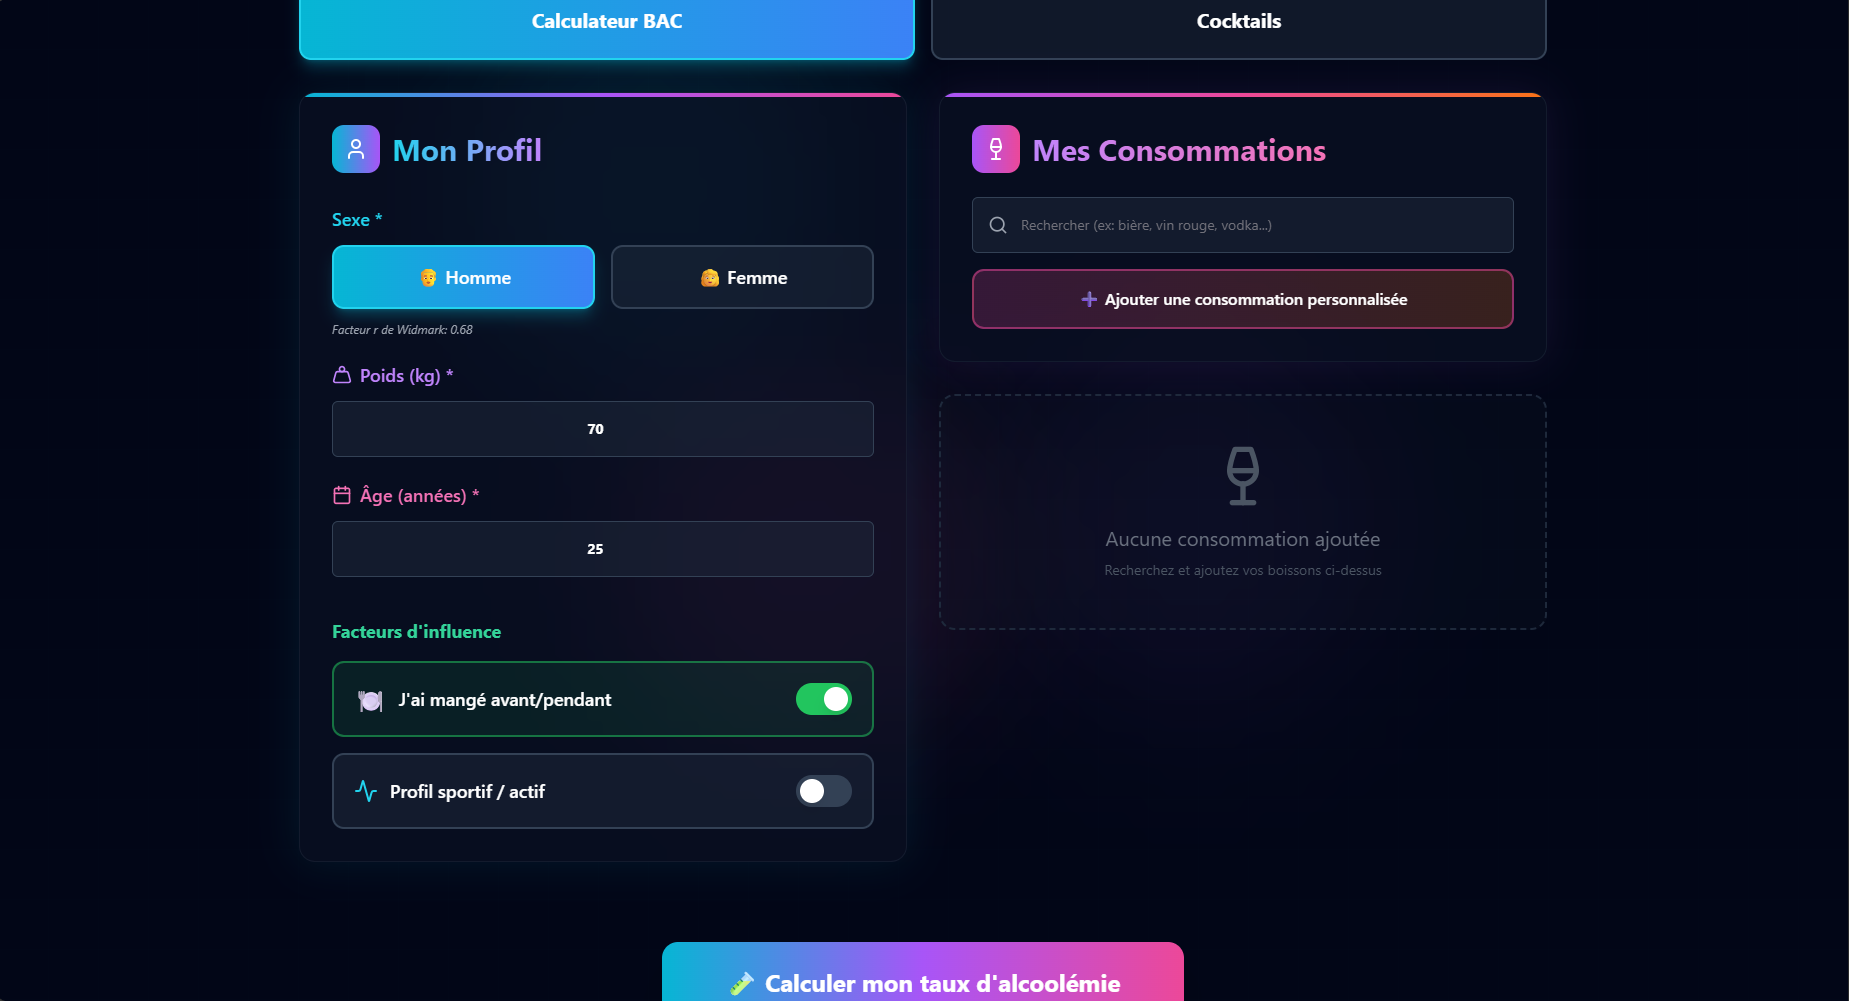 Calculateur BAC
Cocktails
Mon Profil
Sexe *
Homme
Femme
Facteur r de Widmark: 0.68
Poids (kg) *
70
Âge (années) *
25
Facteurs d'influence
J'ai mangé avant/pendant
Profil sportif / actif
Mes Consommations
Rechercher (ex: bière, vin rouge, vodka...)
Ajouter une consommation personnalisée
Aucune consommation ajoutée
Recherchez et ajoutez vos boissons ci-dessus
Calculer mon taux d'alcoolémie